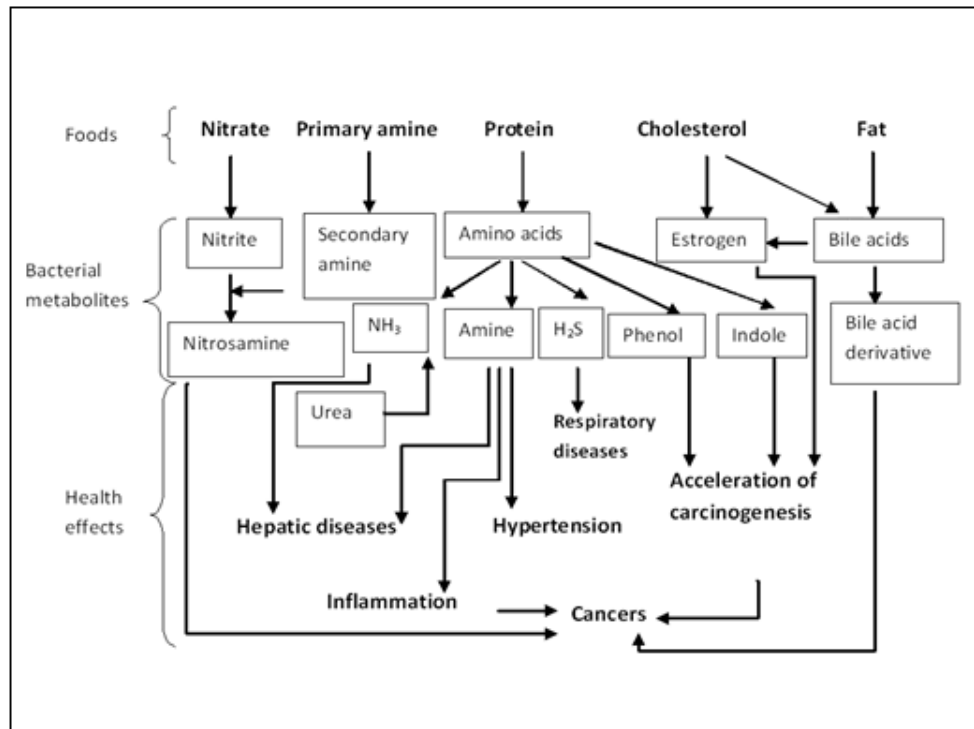 Foods
Nitrate
Primary amine
Protein
Cholesterol
Fat
Bacterial
metabolites
Nitrite
Secondary
amine
Amino acids
Estrogen
Bile acids
Nitrosamine
NH₃
Amine
H₂S
Phenol
Indole
Bile acid
derivative
Urea
Health
effects
Respiratory
diseases
Acceleration of
carcinogenesis
Hepatic diseases
Hypertension
Inflammation
Cancers